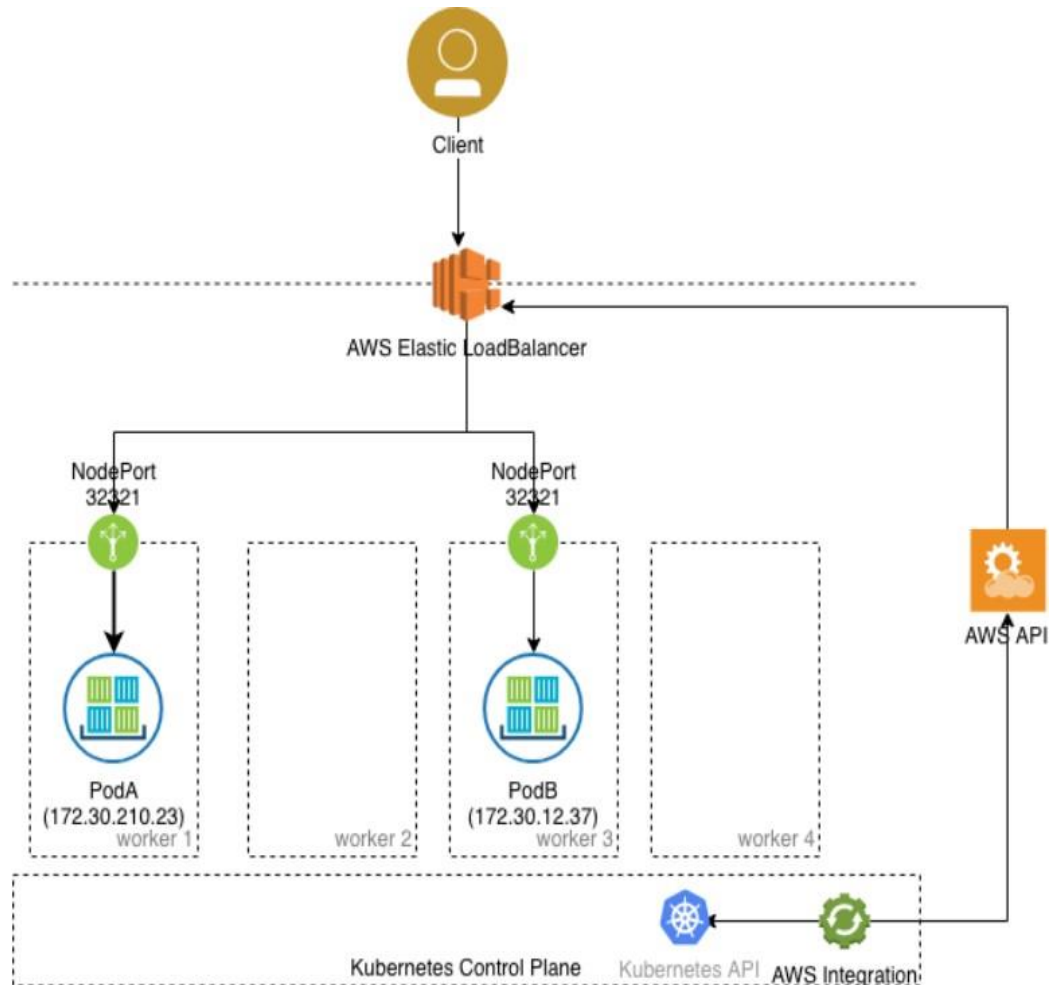 Client
AWS Elastic LoadBalancer
NodePort
32321
NodePort
32321
AWS API
PodA
(172.30.210.23)
worker 1
worker 2
PodB
(172.30.12.37)
worker 3
worker 4
Kubernetes Control Plane
Kubernetes API
AWS Integration